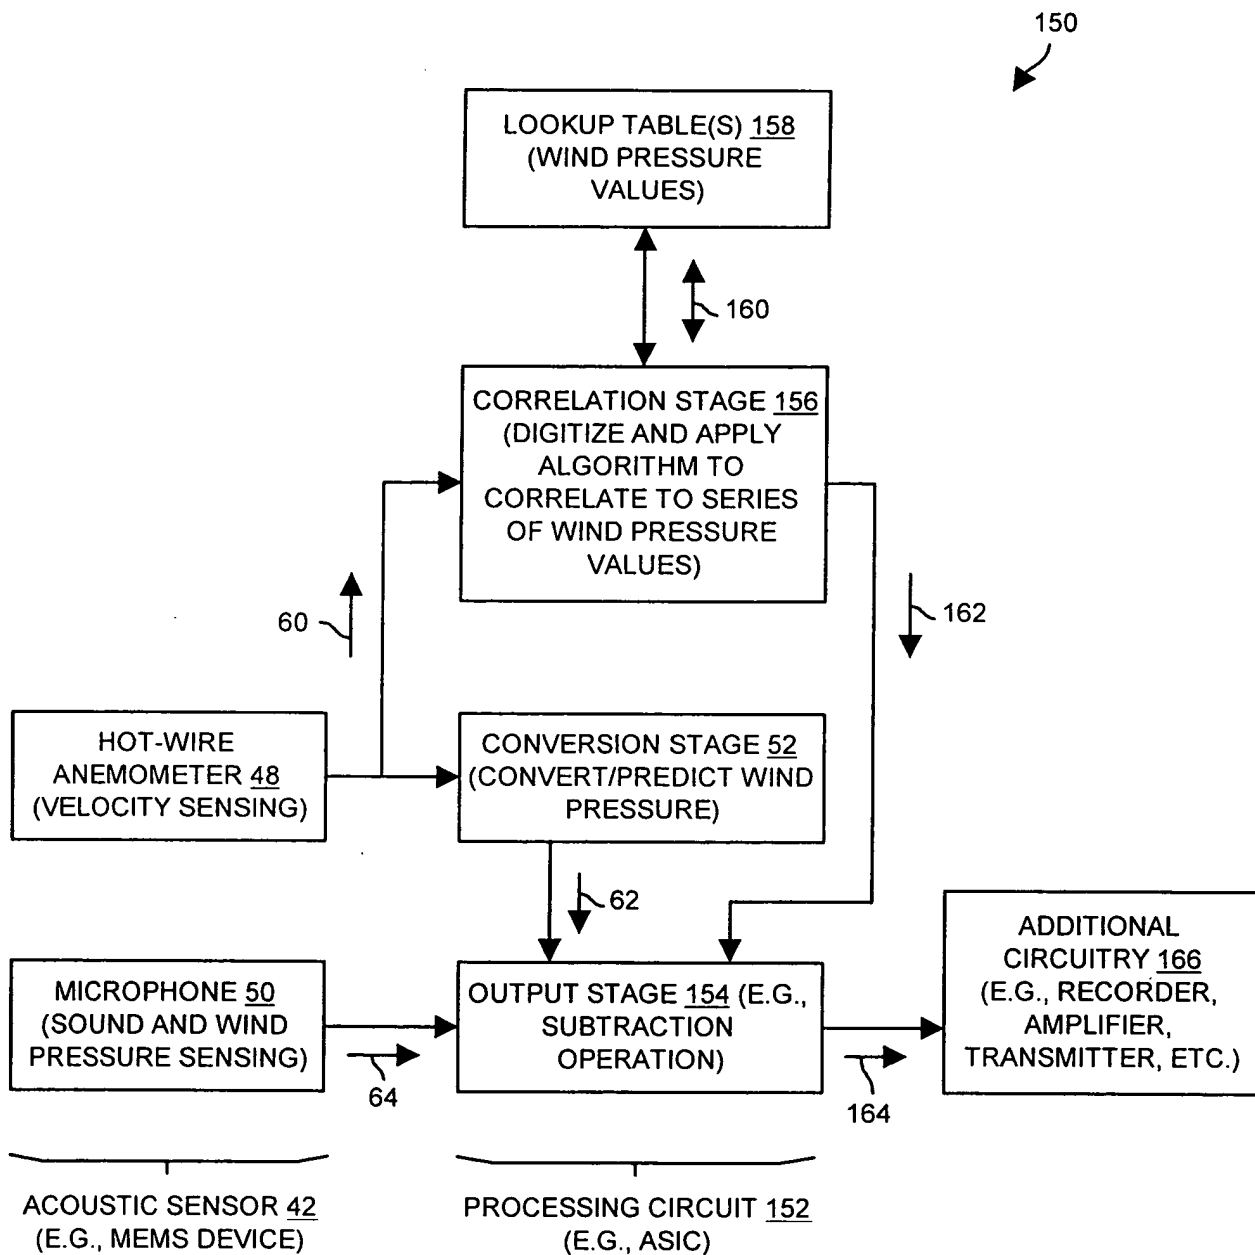 150
LOOKUP TABLE(S) 158
(WIND PRESSURE
VALUES)
160
CORRELATION STAGE 156
(DIGITIZE AND APPLY
ALGORITHM TO
CORRELATE TO SERIES
OF WIND PRESSURE
VALUES)
60
162
HOT-WIRE
ANEMOMETER 48
(VELOCITY SENSING)
CONVERSION STAGE 52
(CONVERT/PREDICT WIND
PRESSURE)
62
MICROPHONE 50
(SOUND AND WIND
PRESSURE SENSING)
64
OUTPUT STAGE 154 (E.G.,
SUBTRACTION
OPERATION)
164
ADDITIONAL
CIRCUITRY 166
(E.G., RECORDER,
AMPLIFIER,
TRANSMITTER, ETC.)
ACOUSTIC SENSOR 42
(E.G., MEMS DEVICE)
PROCESSING CIRCUIT 152
(E.G., ASIC)